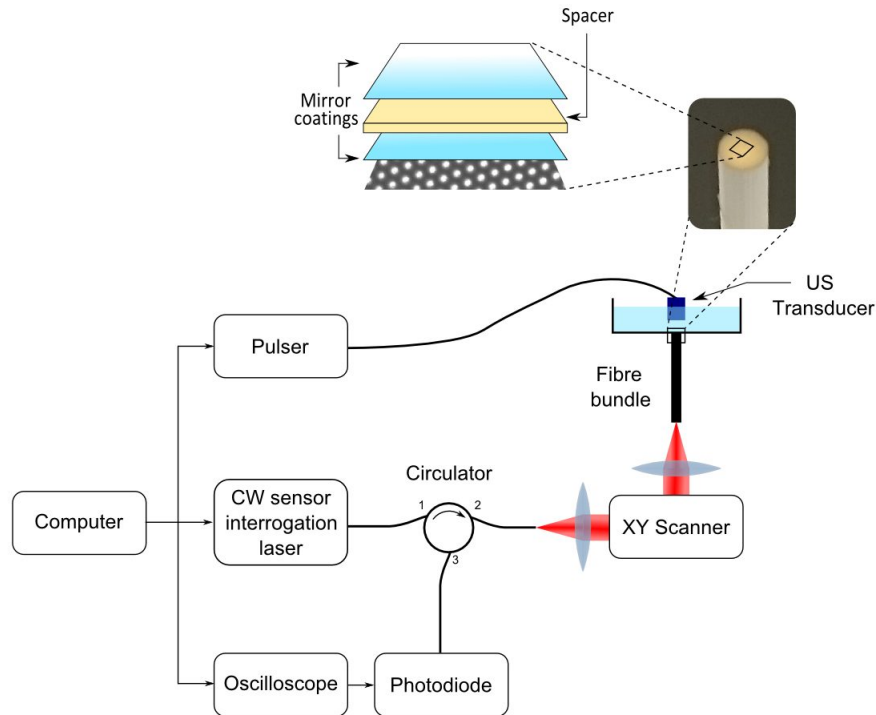 Spacer
Mirror
coatings
US
Transducer
Pulser
Fibre
bundle
Circulator
Computer
CW sensor
interrogation
laser
1
2
3
XY Scanner
Oscilloscope
Photodiode